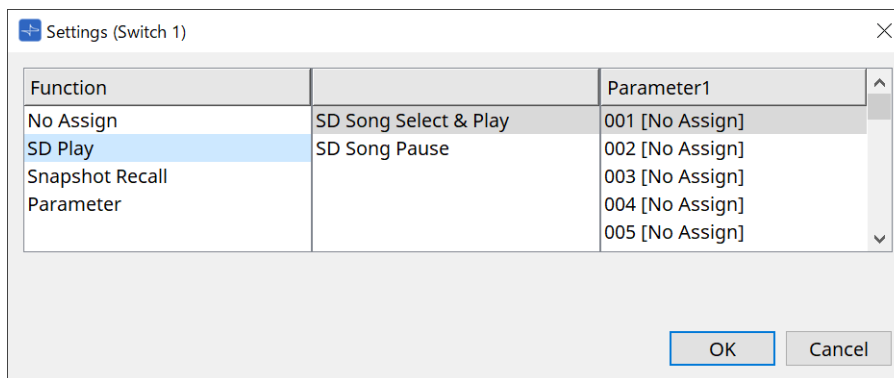 Settings (Switch 1)
Function Parameter1
No Assign SD Song Select & Play 001 [No Assign]
SD Play SD Song Pause 002 [No Assign]
Snapshot Recall 003 [No Assign]
Parameter 004 [No Assign]
005 [No Assign]
OK Cancel